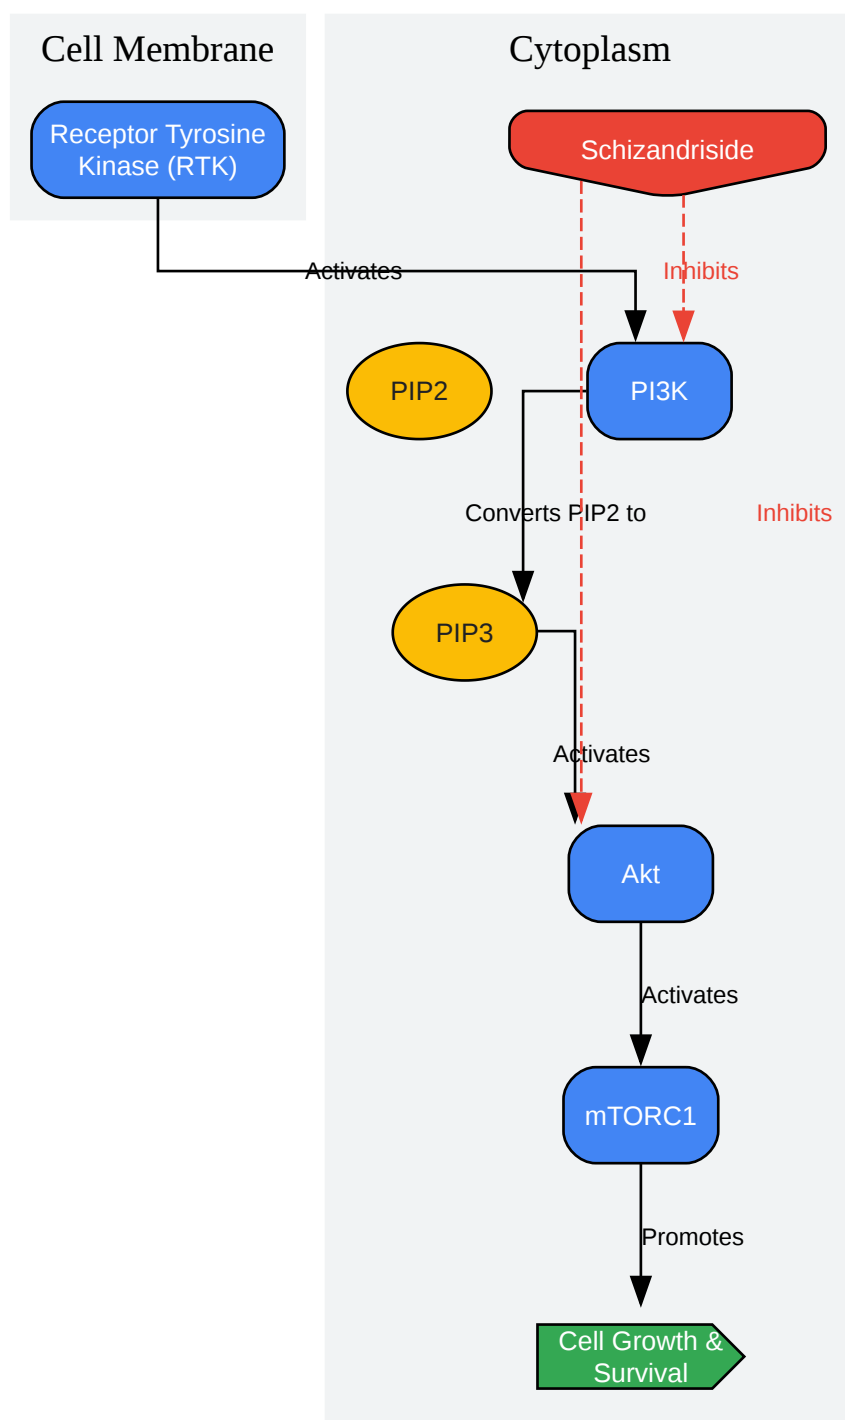 Cell Membrane
Cytoplasm
Receptor Tyrosine
Kinase (RTK)
Schizandriside
Activates
Inhibits
PIP2
PI3K
Converts PIP2 to
Inhibits
PIP3
Activates
Akt
Activates
mTORC1
Promotes
Cell Growth &
Survival